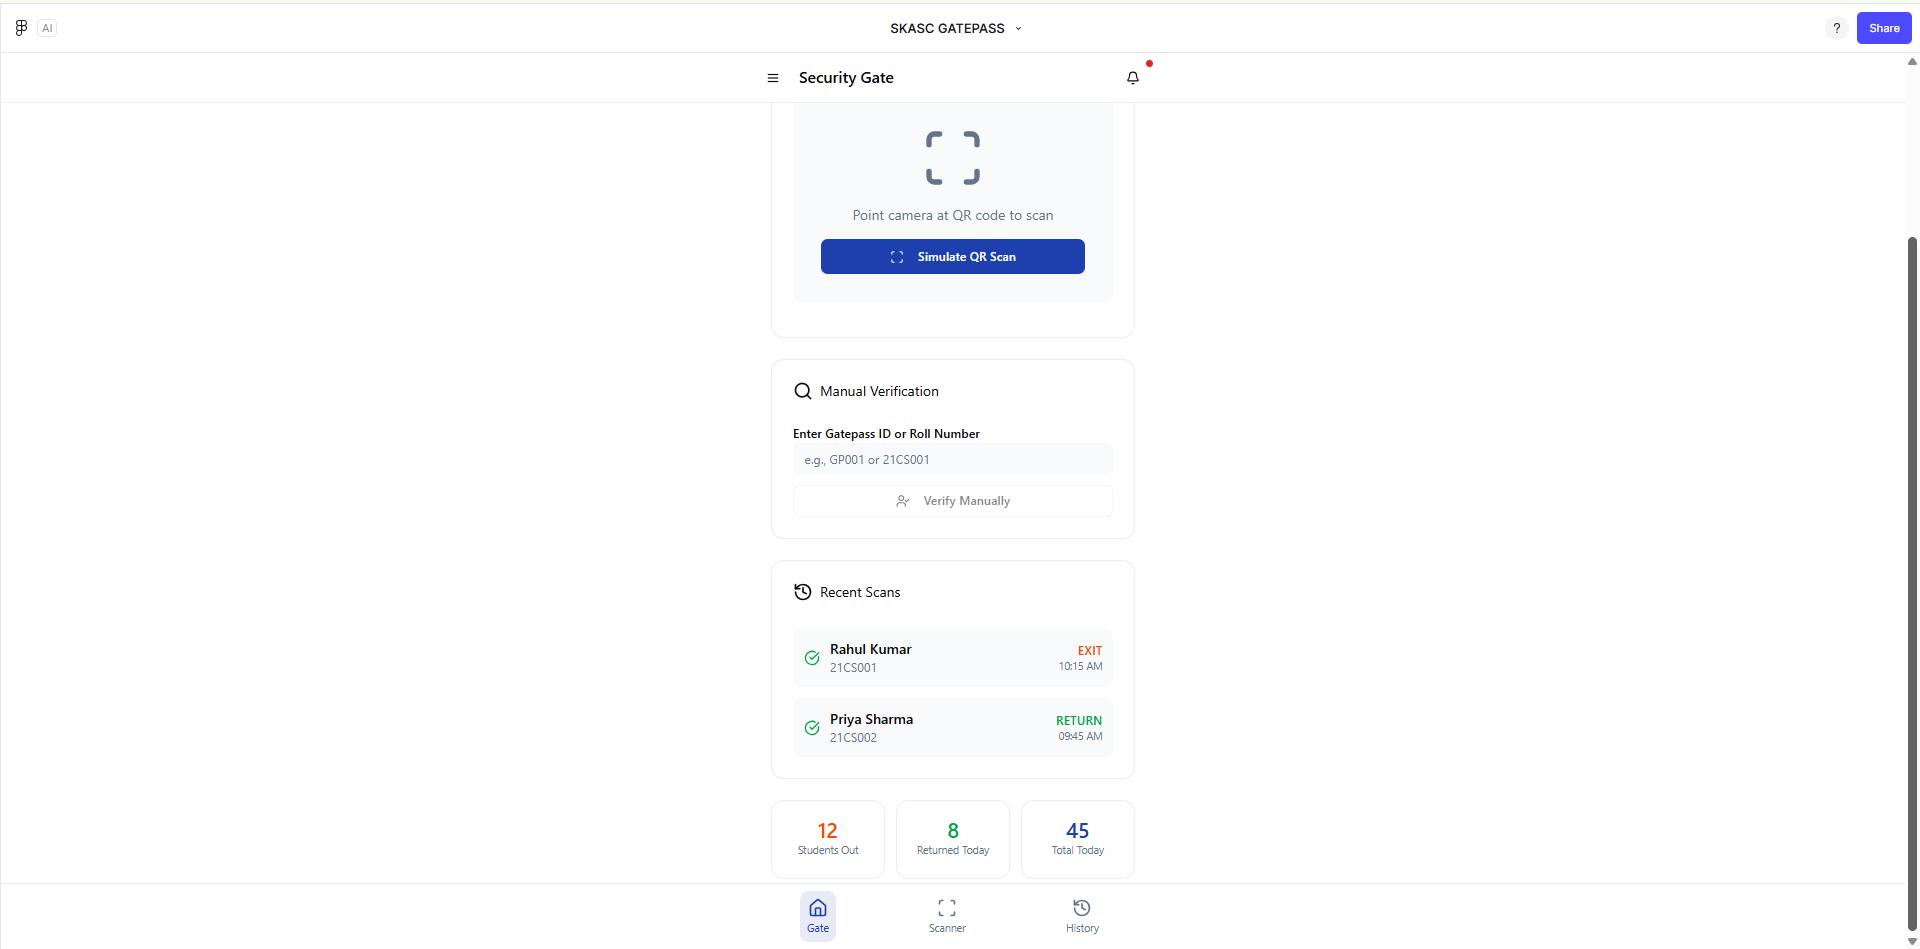 AI
SKASC GATEPASS
?
Share
Security Gate
Point camera at QR code to scan
Simulate QR Scan
Manual Verification
Enter Gatepass ID or Roll Number
e.g., GP001 or 21CS001
Verify Manually
Recent Scans
Rahul Kumar
EXIT
21CS001
10:15 AM
Priya Sharma
RETURN
21CS002
09:45 AM
12
Students Out
8
Returned Today
45
Total Today
Gate
Scanner
History